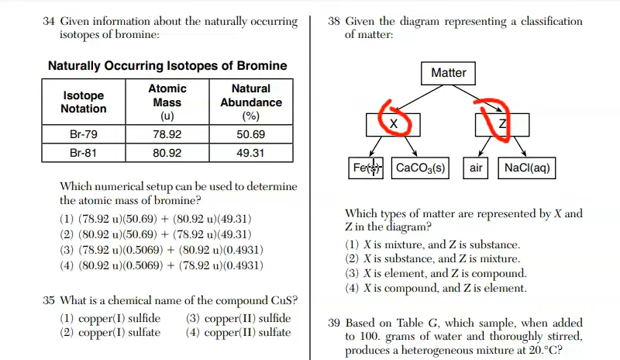 34 Given information about the naturally occurring
isotopes of bromine:
Naturally Occurring Isotopes of Bromine
Isotope Notation Atomic Mass (u) Natural Abundance (%)
Br-79 78.92 50.69
Br-81 80.92 49.31
Which numerical setup can be used to determine
the atomic mass of bromine?
(1) (78.92 u)(50.69) + (80.92 u)(49.31)
(2) (80.92 u)(50.69) + (78.92 u)(49.31)
(3) (78.92 u)(0.5069) + (80.92 u)(0.4931)
(4) (80.92 u)(0.5069) + (78.92 u)(0.4931)
35 What is a chemical name of the compound CuS?
(1) copper(I) sulfide (3) copper(II) sulfide
(2) copper(I) sulfate (4) copper(II) sulfate
38 Given the diagram representing a classification
of matter:
Matter
X Z
Fe(s) CaCO₃(s) air NaCl(aq)
Which types of matter are represented by X and
Z in the diagram?
(1) X is mixture, and Z is substance.
(2) X is substance, and Z is mixture.
(3) X is element, and Z is compound.
(4) X is compound, and Z is element.
39 Based on Table G, which sample, when added
to 100. grams of water and thoroughly stirred,
produces a heterogeneous mixture at 20.°C?